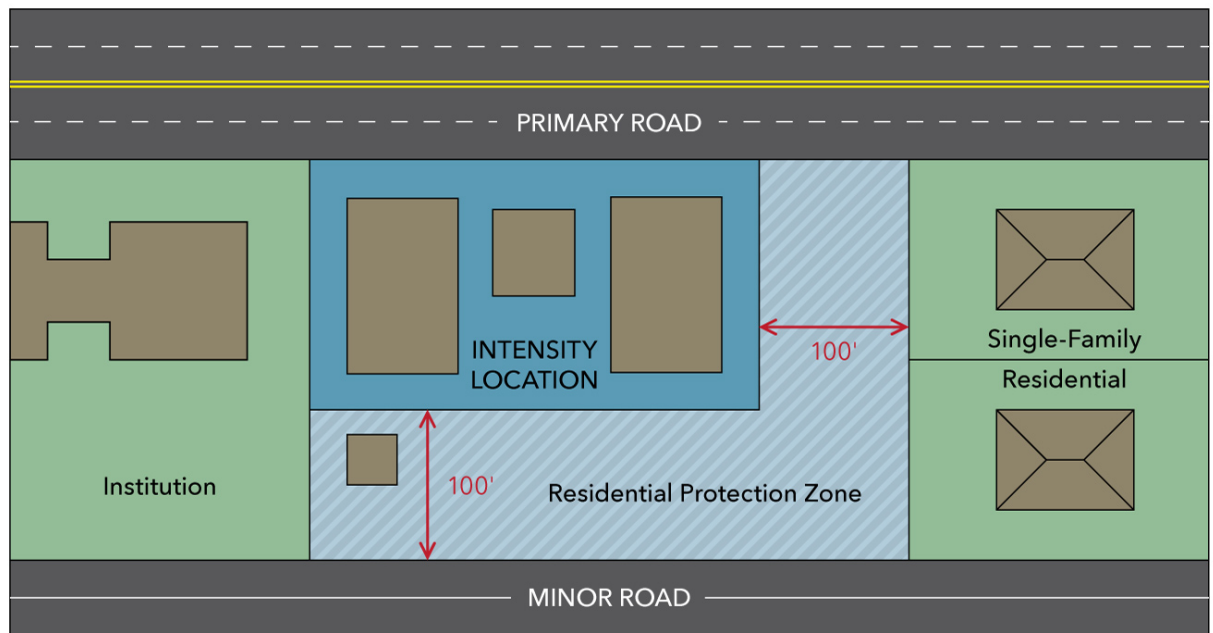 PRIMARY ROAD
INTENSITY
LOCATION
100'
Single-Family
Residential
Institution
100'
Residential Protection Zone
MINOR ROAD